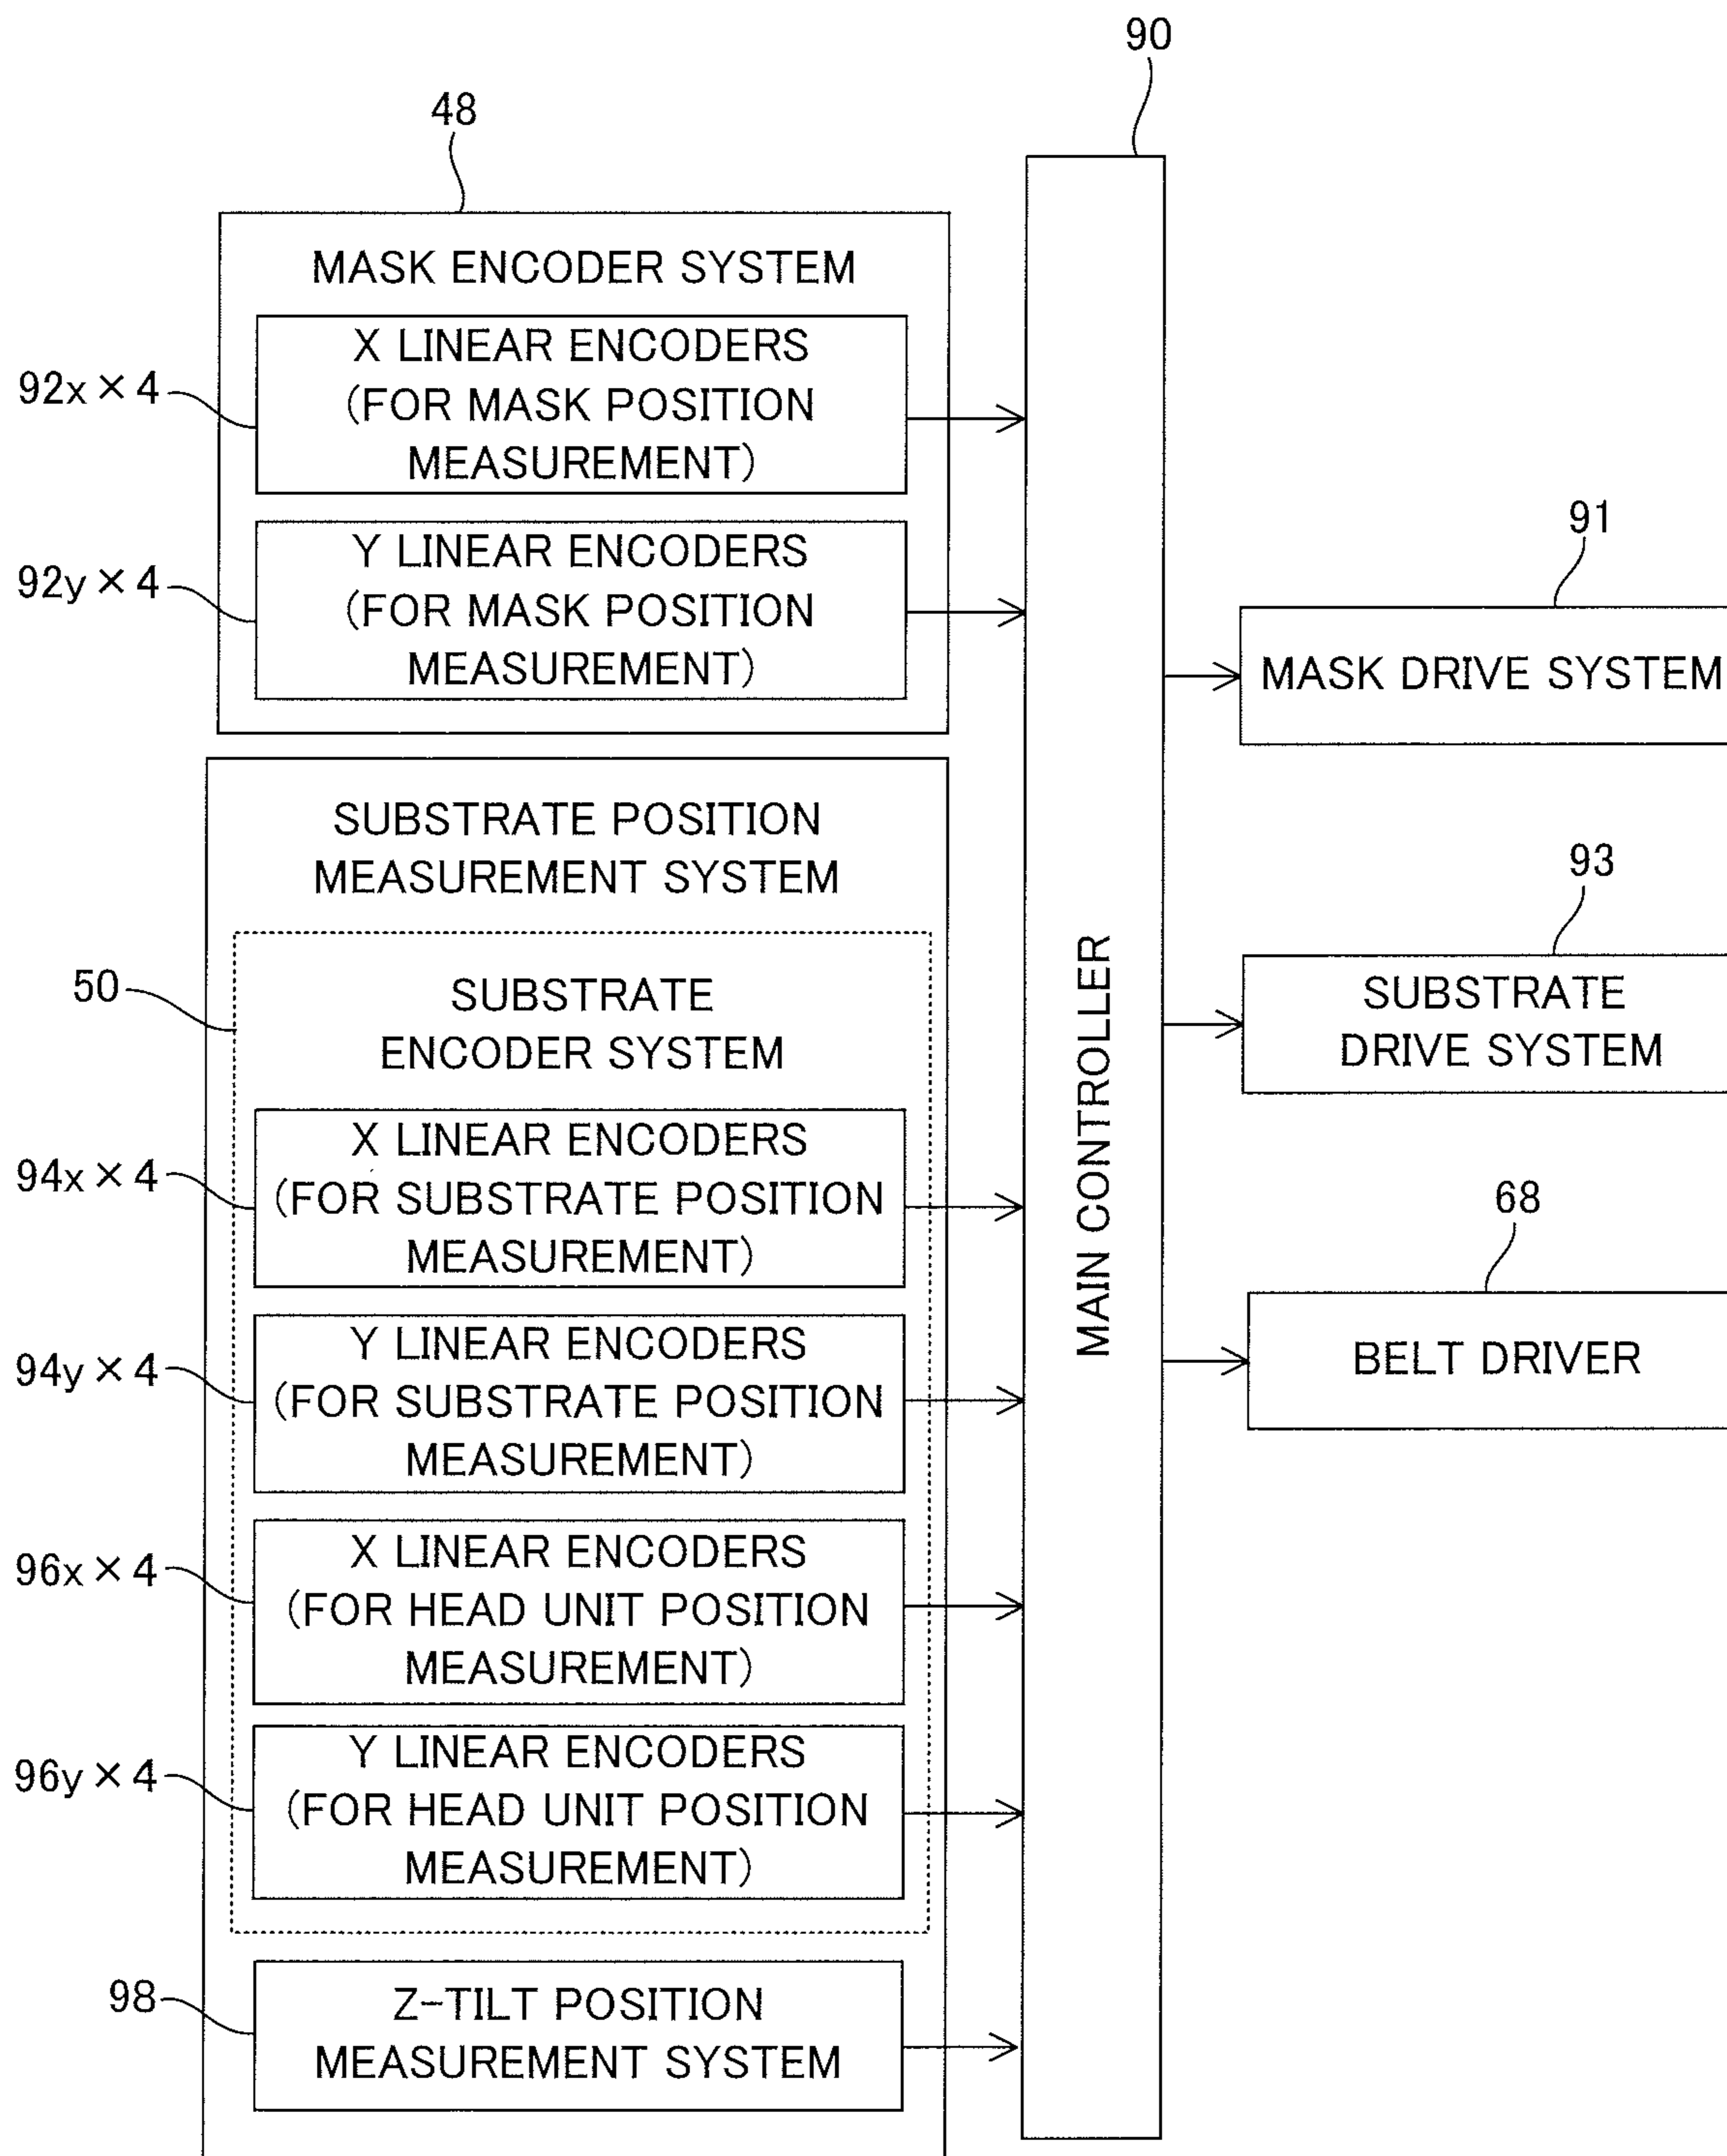 90
48
MASK ENCODER SYSTEM
92x×4
X LINEAR ENCODERS
(FOR MASK POSITION
MEASUREMENT)
92y×4
Y LINEAR ENCODERS
(FOR MASK POSITION
MEASUREMENT)
SUBSTRATE POSITION
MEASUREMENT SYSTEM
50
SUBSTRATE
ENCODER SYSTEM
94x×4
X LINEAR ENCODERS
(FOR SUBSTRATE POSITION
MEASUREMENT)
94y×4
Y LINEAR ENCODERS
(FOR SUBSTRATE POSITION
MEASUREMENT)
96x×4
X LINEAR ENCODERS
(FOR HEAD UNIT POSITION
MEASUREMENT)
96y×4
Y LINEAR ENCODERS
(FOR HEAD UNIT POSITION
MEASUREMENT)
98
Z-TILT POSITION
MEASUREMENT SYSTEM
MAIN CONTROLLER
91
MASK DRIVE SYSTEM
93
SUBSTRATE
DRIVE SYSTEM
68
BELT DRIVER